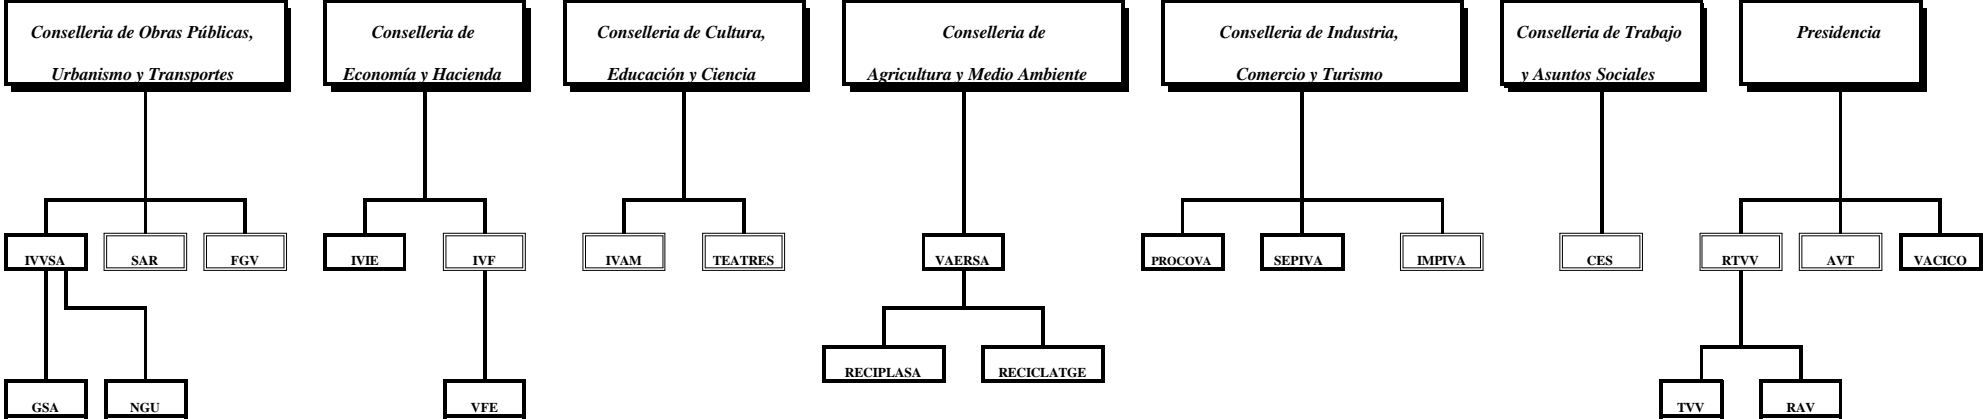 Conselleria de Obras Públicas,
Urbanismo y Transportes
Conselleria de
Economía y Hacienda
Conselleria de Cultura,
Educación y Ciencia
Conselleria de
Agricultura y Medio Ambiente
Conselleria de Industria,
Comercio y Turismo
Conselleria de Trabajo
y Asuntos Sociales
Presidencia
IVVSA
SAR
FGV
IVIE
IVF
IVAM
TEATRES
VAERSA
PROCOVA
SEPIVA
IMPIVA
CES
RTVV
AVT
VACICO
RECIPLASA
RECICLATGE
GSA
NGU
VFE
TVV
RAV